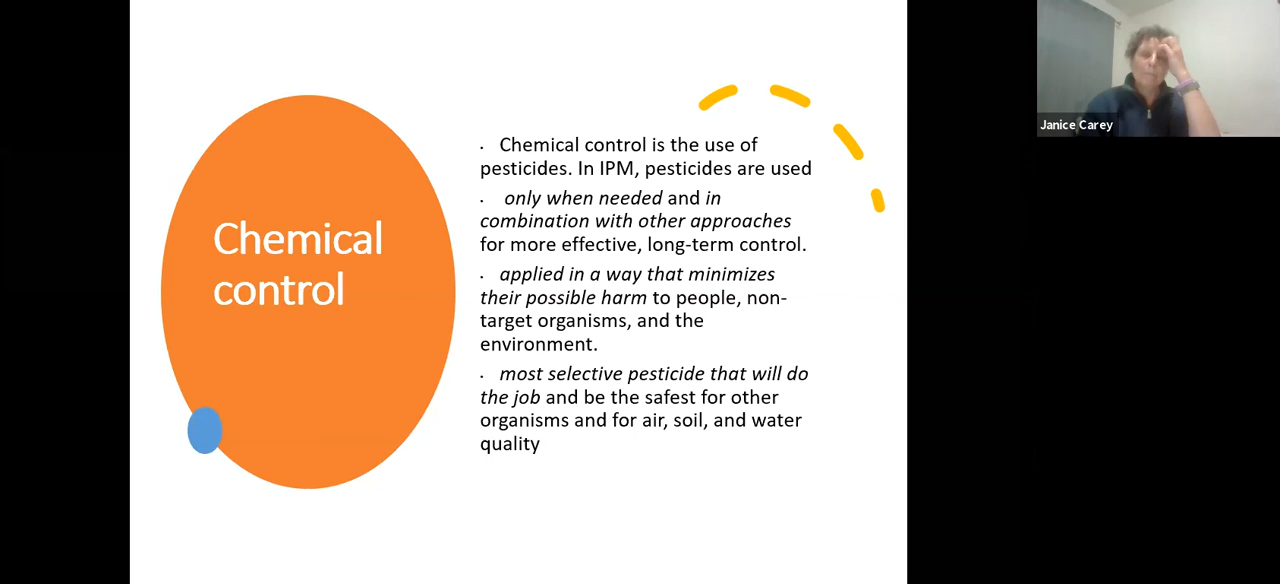 Chemical
control
· Chemical control is the use of
pesticides. In IPM, pesticides are used
· only when needed and in
combination with other approaches
for more effective, long-term control.
· applied in a way that minimizes
their possible harm to people, non-
target organisms, and the
environment.
· most selective pesticide that will do
the job and be the safest for other
organisms and for air, soil, and water
quality
Janice Carey